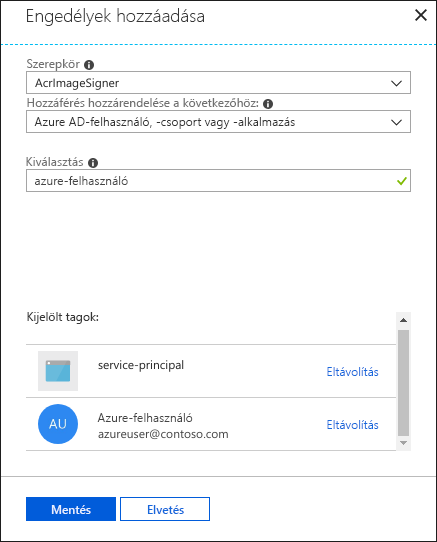 Engedélyek hozzáadása
Szerepkör
AcrImageSigner
Hozzáférés hozzárendelése a következőhöz:
Azure AD-felhasználó, -csoport vagy -alkalmazás
Kiválasztás
azure-felhasználó
Kijelölt tagok:
service-principal
Eltávolítás
AU
Azure-felhasználó
azureuser@contoso.com
Eltávolítás
Mentés
Elvetés